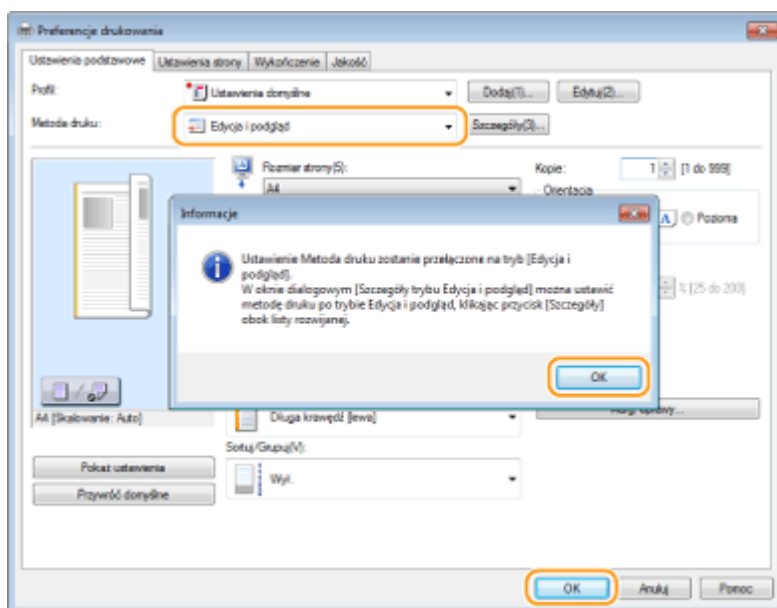 Preferencje drukowania
Ustawienia podstawowe Ustawienia strony Wykończenie Jakość
Profil: Ustawienia domyślne Dodaj(1)... Edytuj(2)...
Metoda druku: Edycja i podgląd Szczegóły(3)...
Rozmiar strony(5): Kopie: 1 [1 do 999]
A4 Orientacja
A Pozioma
Informacje
Ustawienie Metoda druku zostanie przełączone na tryb [Edycja i
podgląd].
W oknie dialogowym [Szczegóły trybu Edycja i podgląd] można ustawić
metodę druku po trybie Edycja i podgląd, klikając przycisk [Szczegóły]
obok listy rozwijanej.
% [25 do 200]
OK
A4 [Skalowanie: Auto] Długa krawędź [lewa]
Sortuj/Grupuj(V):
Wył.
Pokaż ustawienia
Przywróć domyślne
OK Anuluj Pomoc